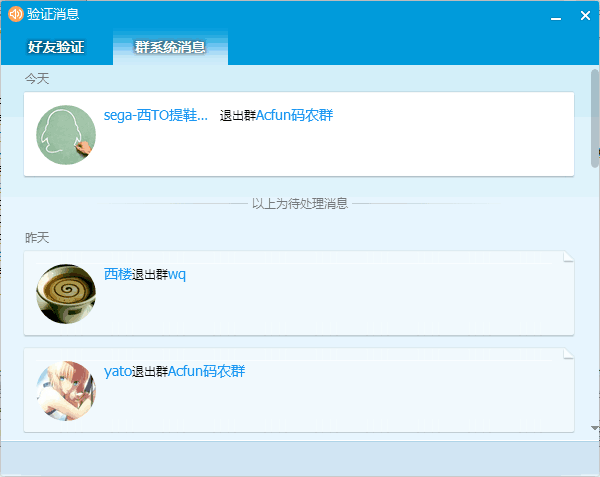 验证消息
好友验证 群系统消息
今天
sega-西TO提鞋... 退出群Acfun码农群
以上为待处理消息
昨天
西楼退出群wq
yato退出群Acfun码农群